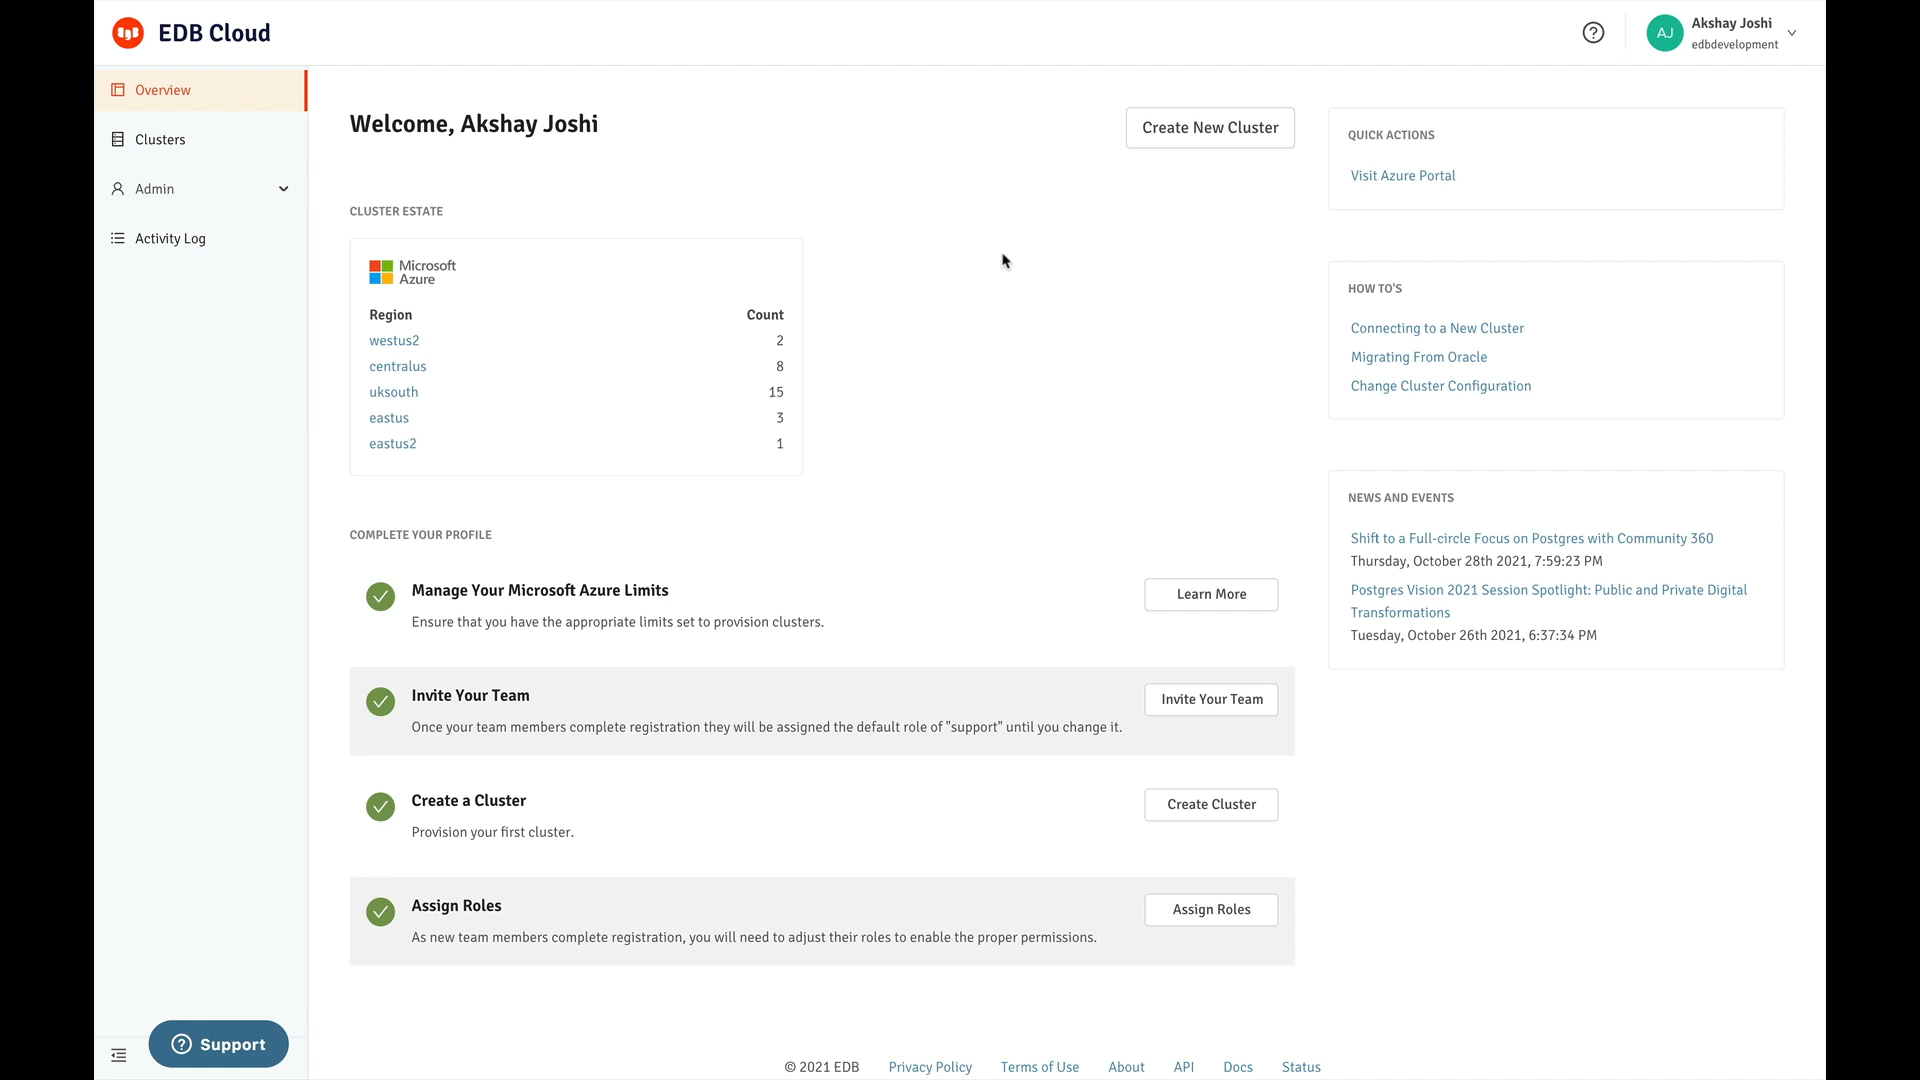 EDB Cloud
AJ
Akshay Joshi
edbdevelopment
Overview
Clusters
Admin
Activity Log
Welcome, Akshay Joshi
Create New Cluster
CLUSTER ESTATE
Microsoft
Azure
Region Count
westus2 2
centralus 8
uksouth 15
eastus 3
eastus2 1
COMPLETE YOUR PROFILE
Manage Your Microsoft Azure Limits
Ensure that you have the appropriate limits set to provision clusters.
Learn More
Invite Your Team
Once your team members complete registration they will be assigned the default role of "support" until you change it.
Invite Your Team
Create a Cluster
Provision your first cluster.
Create Cluster
Assign Roles
As new team members complete registration, you will need to adjust their roles to enable the proper permissions.
Assign Roles
QUICK ACTIONS
Visit Azure Portal
HOW TO'S
Connecting to a New Cluster
Migrating From Oracle
Change Cluster Configuration
NEWS AND EVENTS
Shift to a Full-circle Focus on Postgres with Community 360
Thursday, October 28th 2021, 7:59:23 PM
Postgres Vision 2021 Session Spotlight: Public and Private Digital
Transformations
Tuesday, October 26th 2021, 6:37:34 PM
? Support
© 2021 EDB Privacy Policy Terms of Use About API Docs Status